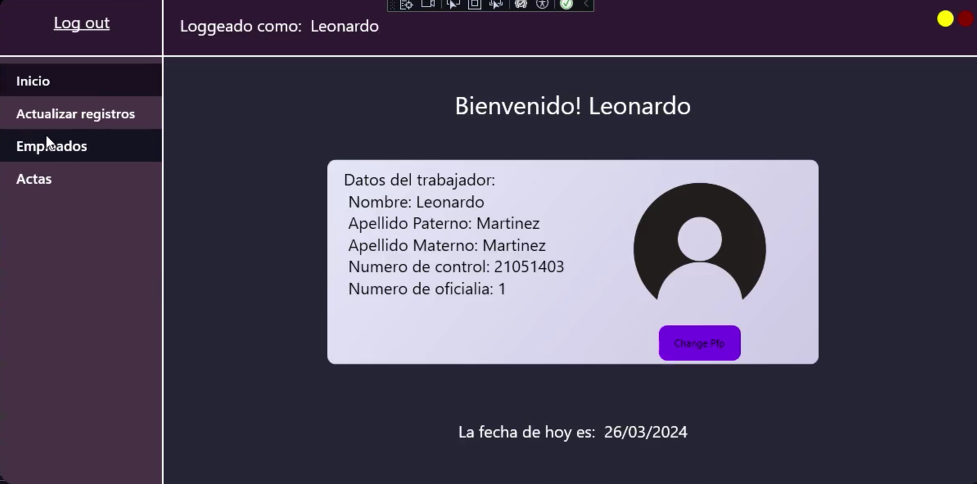 Log out
Loggeado como: Leonardo
Inicio
Actualizar registros
Empleados
Actas
Bienvenido! Leonardo
Datos del trabajador:
Nombre: Leonardo
Apellido Paterno: Martinez
Apellido Materno: Martinez
Numero de control: 21051403
Numero de oficialia: 1
Change Pfp
La fecha de hoy es: 26/03/2024